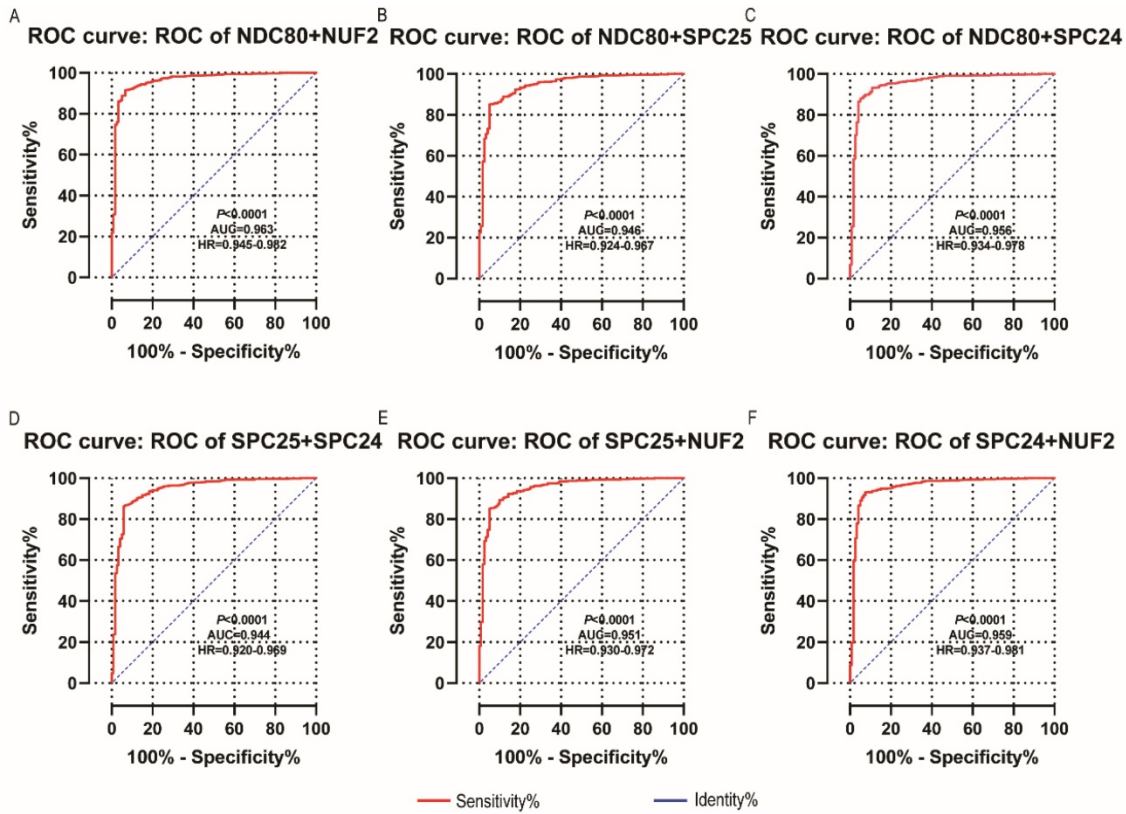 A
ROC curve: ROC of NDC80+NUF2
100
80
60
40
20
0
Sensitivity%
P<0.0001
AUC=0.963
HR=0.945-0.982
0 20 40 60 80 100
100% - Specificity%
B
ROC curve: ROC of NDC80+SPC25
100
80
60
40
20
0
Sensitivity%
P<0.0001
AUC=0.946
HR=0.924-0.967
0 20 40 60 80 100
100% - Specificity%
C
ROC curve: ROC of NDC80+SPC24
100
80
60
40
20
0
Sensitivity%
P<0.0001
AUC=0.956
HR=0.934-0.978
0 20 40 60 80 100
100% - Specificity%
D
ROC curve: ROC of SPC25+SPC24
100
80
60
40
20
0
Sensitivity%
P<0.0001
AUC=0.944
HR=0.920-0.969
0 20 40 60 80 100
100% - Specificity%
E
ROC curve: ROC of SPC25+NUF2
100
80
60
40
20
0
Sensitivity%
P<0.0001
AUC=0.951
HR=0.930-0.972
0 20 40 60 80 100
100% - Specificity%
F
ROC curve: ROC of SPC24+NUF2
100
80
60
40
20
0
Sensitivity%
P<0.0001
AUC=0.959
HR=0.937-0.981
0 20 40 60 80 100
100% - Specificity%
Sensitivity%
Identity%